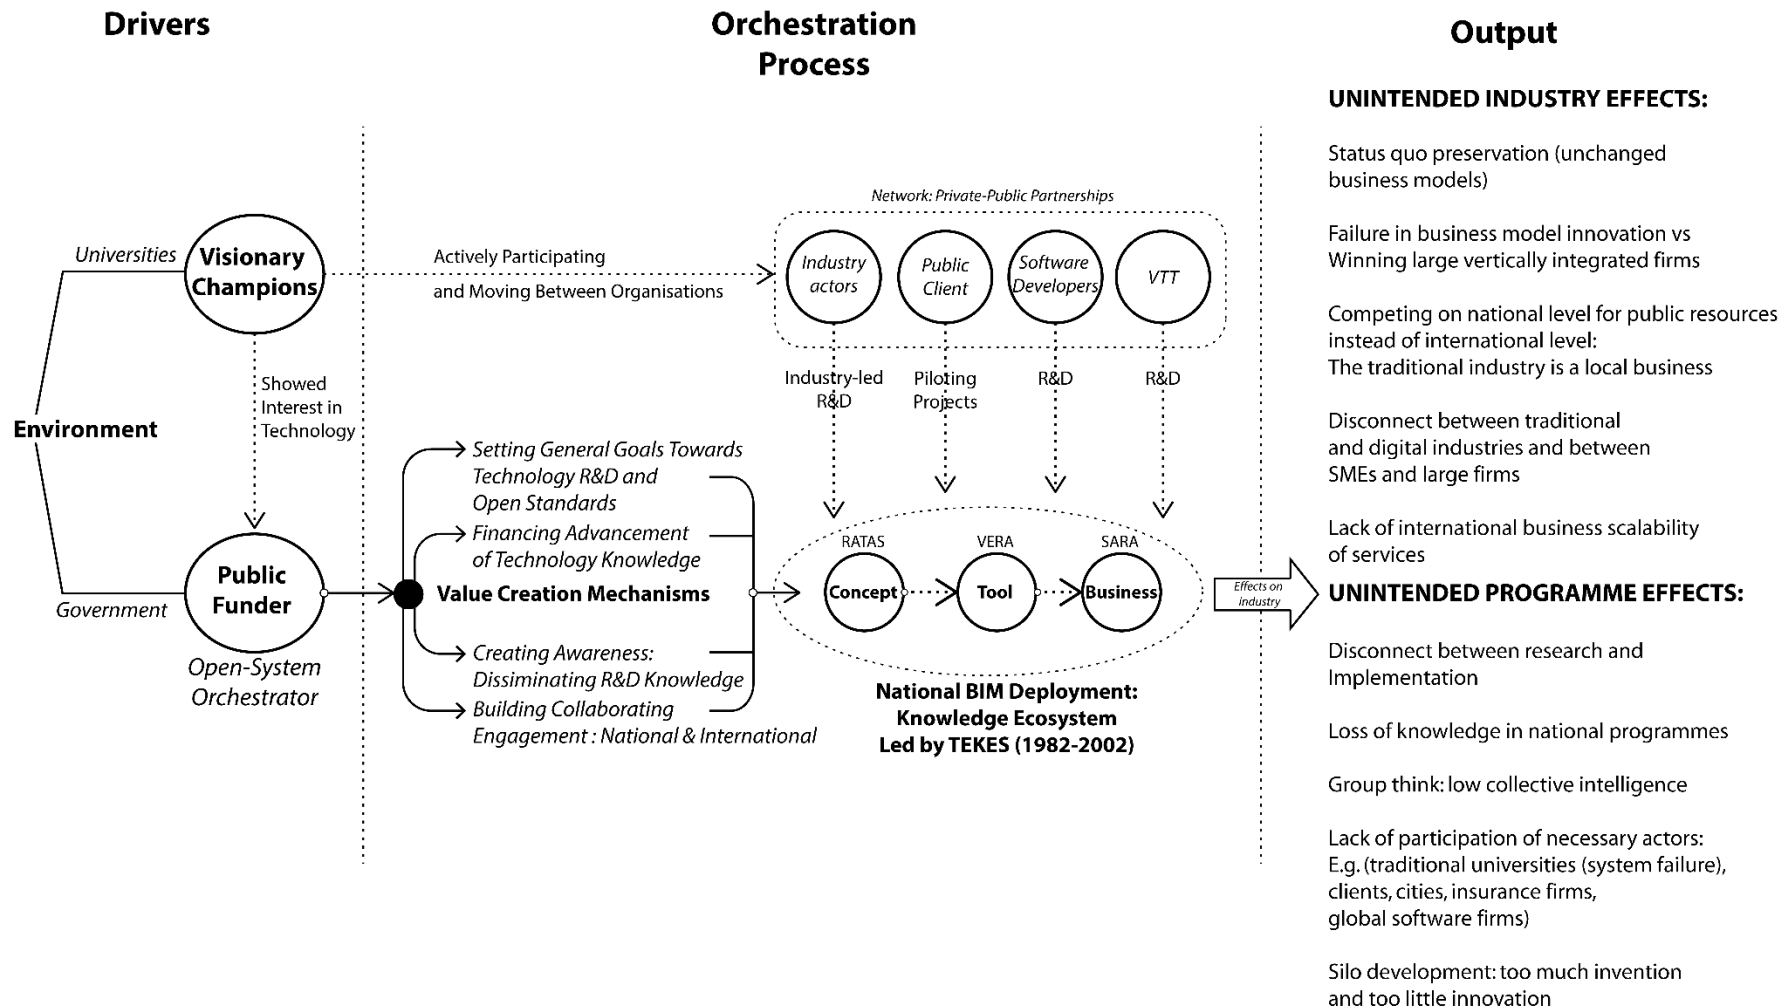 Drivers
Orchestration
Process
Output
Universities
Visionary
Champions
Environment
Showed
Interest in
Technology
Government
Public
Funder
Open-System
Orchestrator
Actively Participating
and Moving Between Organisations
Network: Private-Public Partnerships
Industry
actors
Public
Client
Software
Developers
VTT
Industry-led
R&D
Piloting
Projects
R&D
R&D
Setting General Goals Towards
Technology R&D and
Open Standards
Financing Advancement
of Technology Knowledge
Value Creation Mechanisms
Creating Awareness:
Dissiminating R&D Knowledge
Building Collaborating
Engagement : National & International
RATAS
VERA
SARA
Concept
Tool
Business
National BIM Deployment:
Knowledge Ecosystem
Led by TEKES (1982-2002)
Effects on
Industry
UNINTENDED INDUSTRY EFFECTS:
Status quo preservation (unchanged
business models)
Failure in business model innovation vs
Winning large vertically integrated firms
Competing on national level for public resources
instead of international level:
The traditional industry is a local business
Disconnect between traditional
and digital industries and between
SMEs and large firms
Lack of international business scalability
of services
UNINTENDED PROGRAMME EFFECTS:
Disconnect between research and
Implementation
Loss of knowledge in national programmes
Group think: low collective intelligence
Lack of participation of necessary actors:
E.g. (traditional universities (system failure),
clients, cities, insurance firms,
global software firms)
Silo development: too much invention
and too little innovation